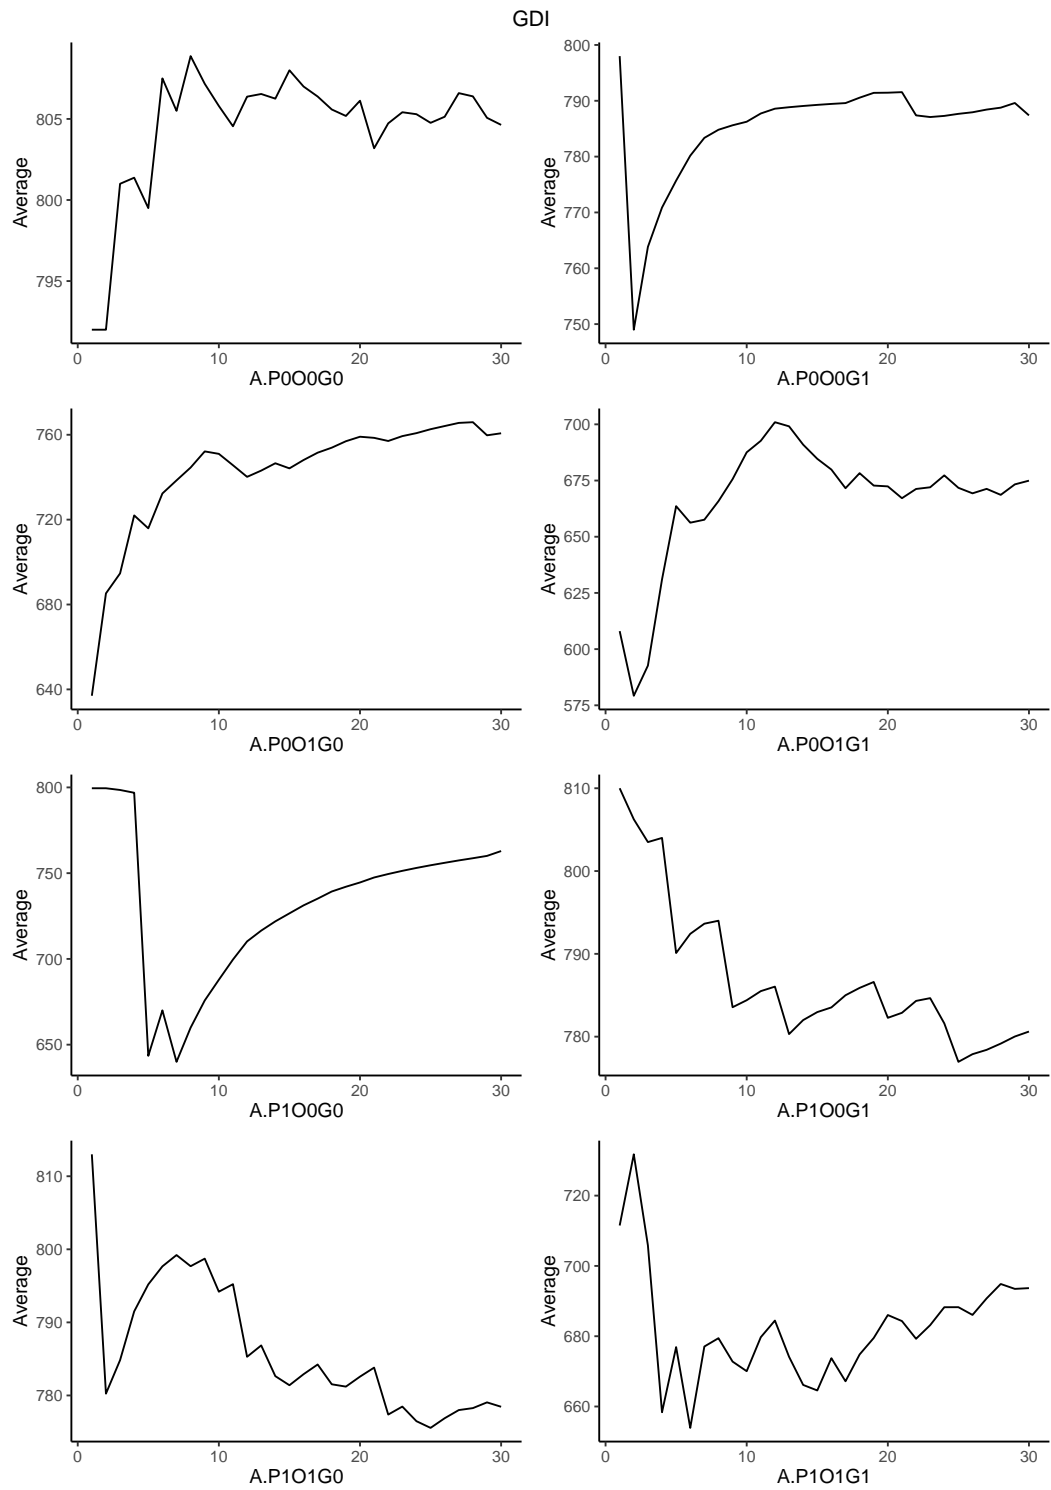 GDI
805
800
795
Average
0 10 20 30
A.P0O0G0
800
790
780
770
760
750
Average
0 10 20 30
A.P0O0G1
760
720
680
640
Average
0 10 20 30
A.P0O1G0
700
675
650
625
600
575
Average
0 10 20 30
A.P0O1G1
800
750
700
650
Average
0 10 20 30
A.P1O0G0
810
800
790
780
Average
0 10 20 30
A.P1O0G1
810
800
790
780
Average
0 10 20 30
A.P1O1G0
720
700
680
660
Average
0 10 20 30
A.P1O1G1